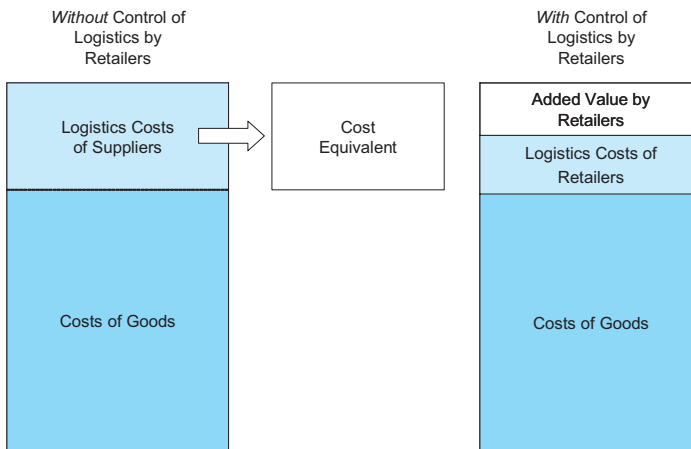 Without Control of
Logistics by
Retailers
With Control of
Logistics by
Retailers
Logistics Costs
of Suppliers
Cost
Equivalent
Added Value by
Retailers
Logistics Costs of
Retailers
Costs of Goods
Costs of Goods